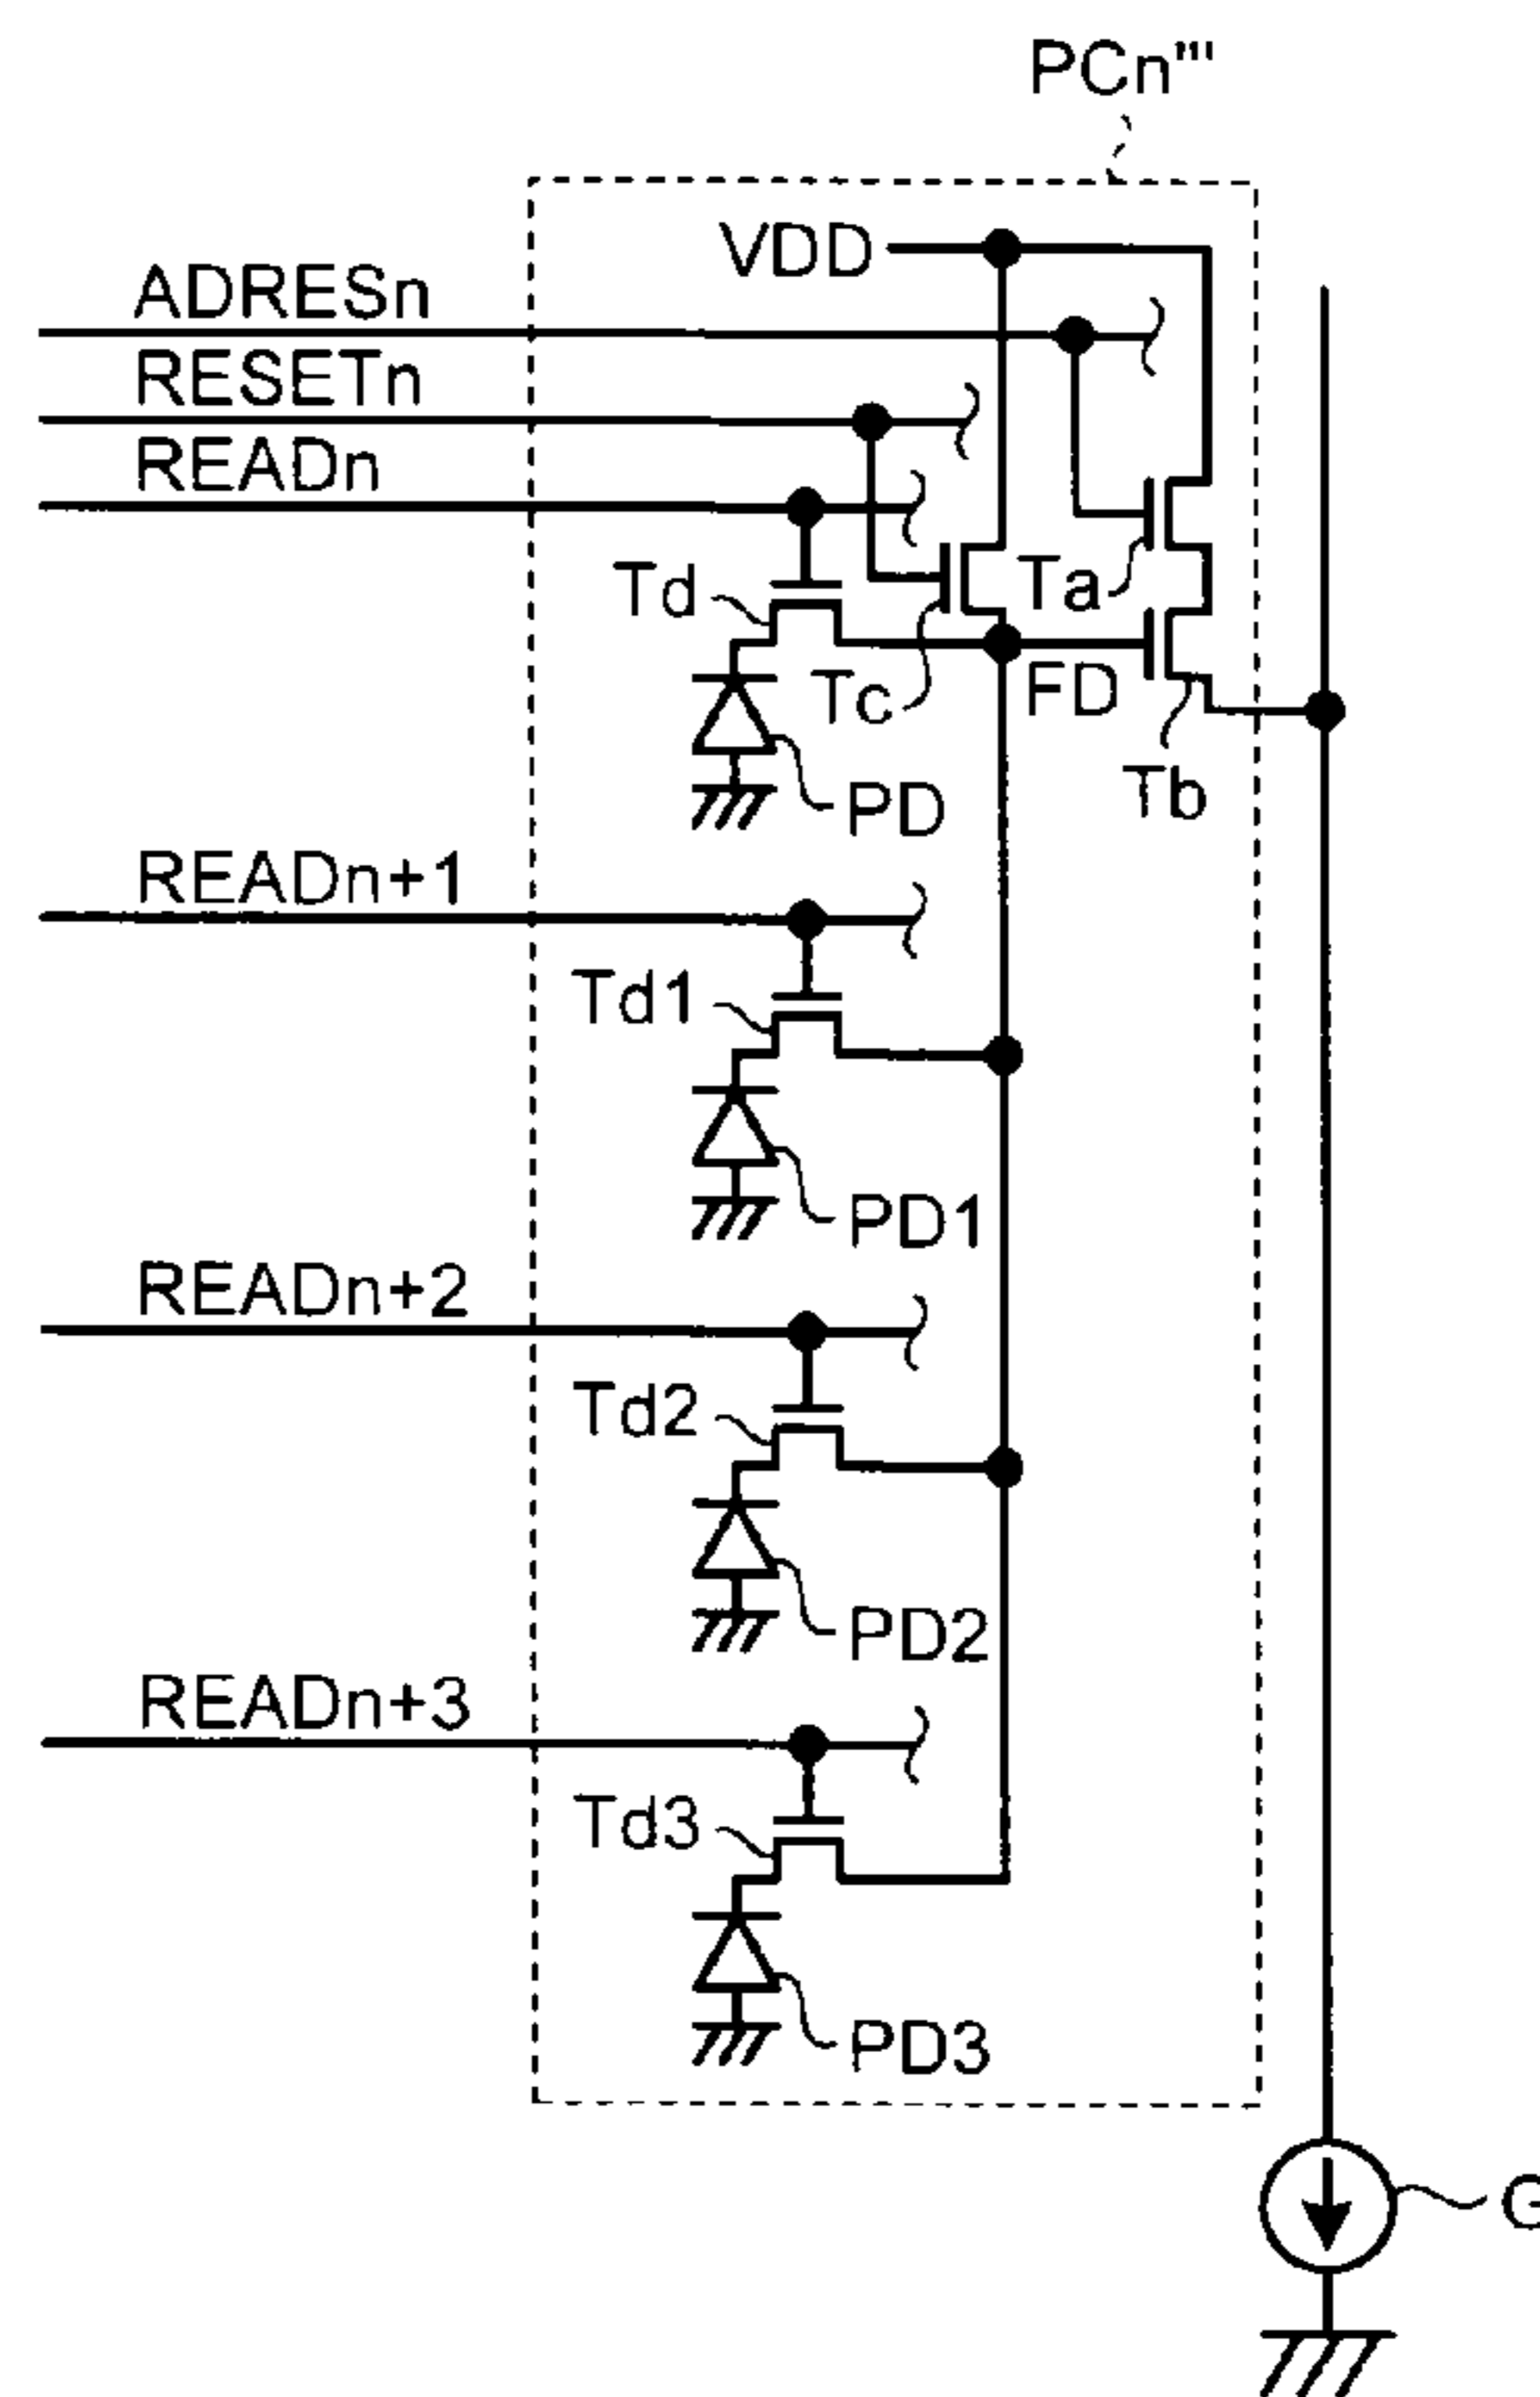 PCn'''
VDD
ADRESn
RESETn
READn
Td
Ta
Tc
FD
Tb
PD
READn+1
Td1
PD1
READn+2
Td2
PD2
READn+3
Td3
PD3
G